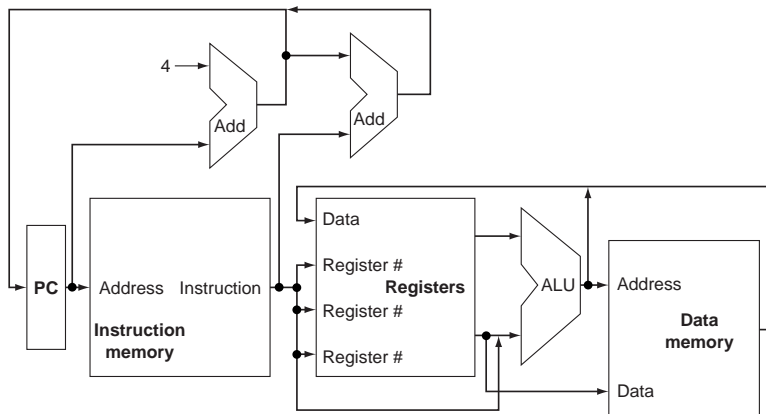 4
Add
Add
PC
Address
Instruction
Instruction
memory
Data
Register #
Registers
Register #
Register #
ALU
Address
Data
memory
Data